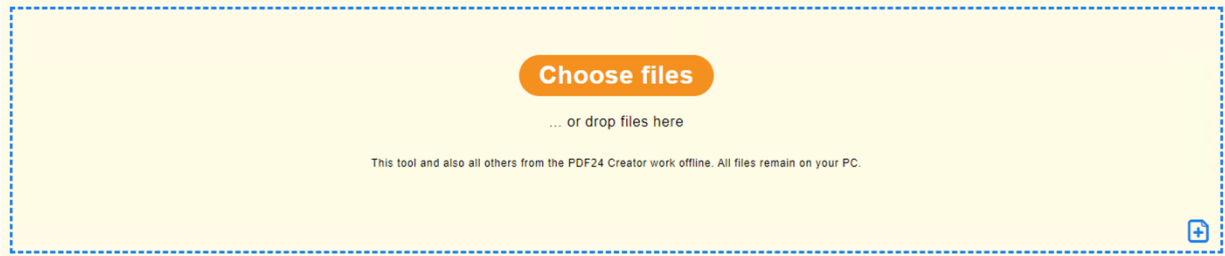 Choose files
... or drop files here
This tool and also all others from the PDF24 Creator work offline. All files remain on your PC.